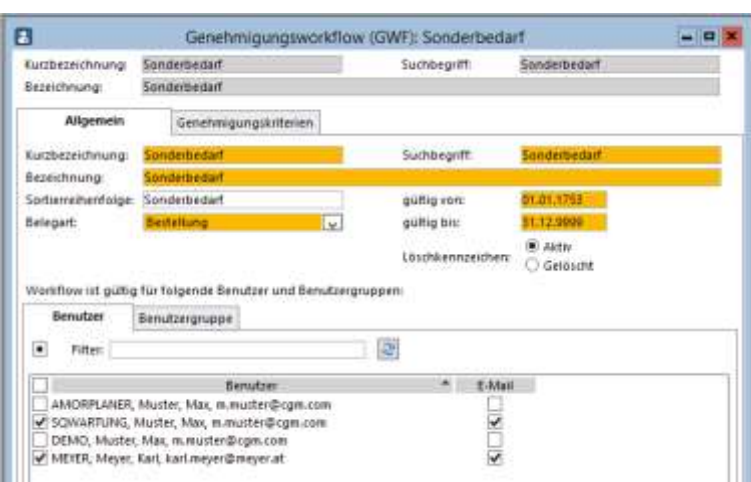 Genehmigungsworkflow (GWF): Sonderbedarf
Kurzbezeichnung: Sonderbedarf Suchbegriff: Sonderbedarf
Bezeichnung: Sonderbedarf
Allgemein Genehmigungskriterien
Kurzbezeichnung: Sonderbedarf Suchbegriff: Sonderbedarf
Bezeichnung: Sonderbedarf
Sortierreihenfolge: Sonderbedarf gültig von: 01.01.1753
Belegart: Bestellung gültig bis: 31.12.9999
Löschkennzeichen: Aktiv
Gelöscht
Workflow ist gültig für folgende Benutzer und Benutzergruppen:
Benutzer Benutzergruppe
Filter:
Benutzer E-Mail
AMORPLANER, Muster, Max, m.muster@cgm.com
SQWARTUNG, Muster, Max, m.muster@cgm.com
DEMO, Muster, Max, m.muster@cgm.com
MEYER, Meyer, Karl, karl.meyer@meyer.at